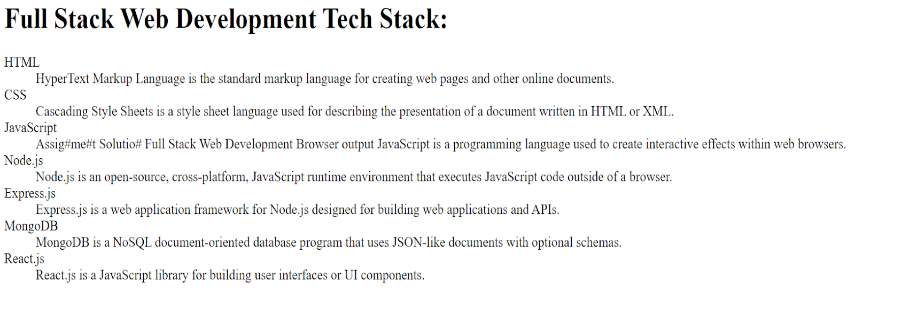 Full Stack Web Development Tech Stack:
HTML
HyperText Markup Language is the standard markup language for creating web pages and other online documents.
CSS
Cascading Style Sheets is a style sheet language used for describing the presentation of a document written in HTML or XML.
JavaScript
Assig#me#t Solutio# Full Stack Web Development Browser output JavaScript is a programming language used to create interactive effects within web browsers.
Node.js
Node.js is an open-source, cross-platform, JavaScript runtime environment that executes JavaScript code outside of a browser.
Express.js
Express.js is a web application framework for Node.js designed for building web applications and APIs.
MongoDB
MongoDB is a NoSQL document-oriented database program that uses JSON-like documents with optional schemas.
React.js
React.js is a JavaScript library for building user interfaces or UI components.